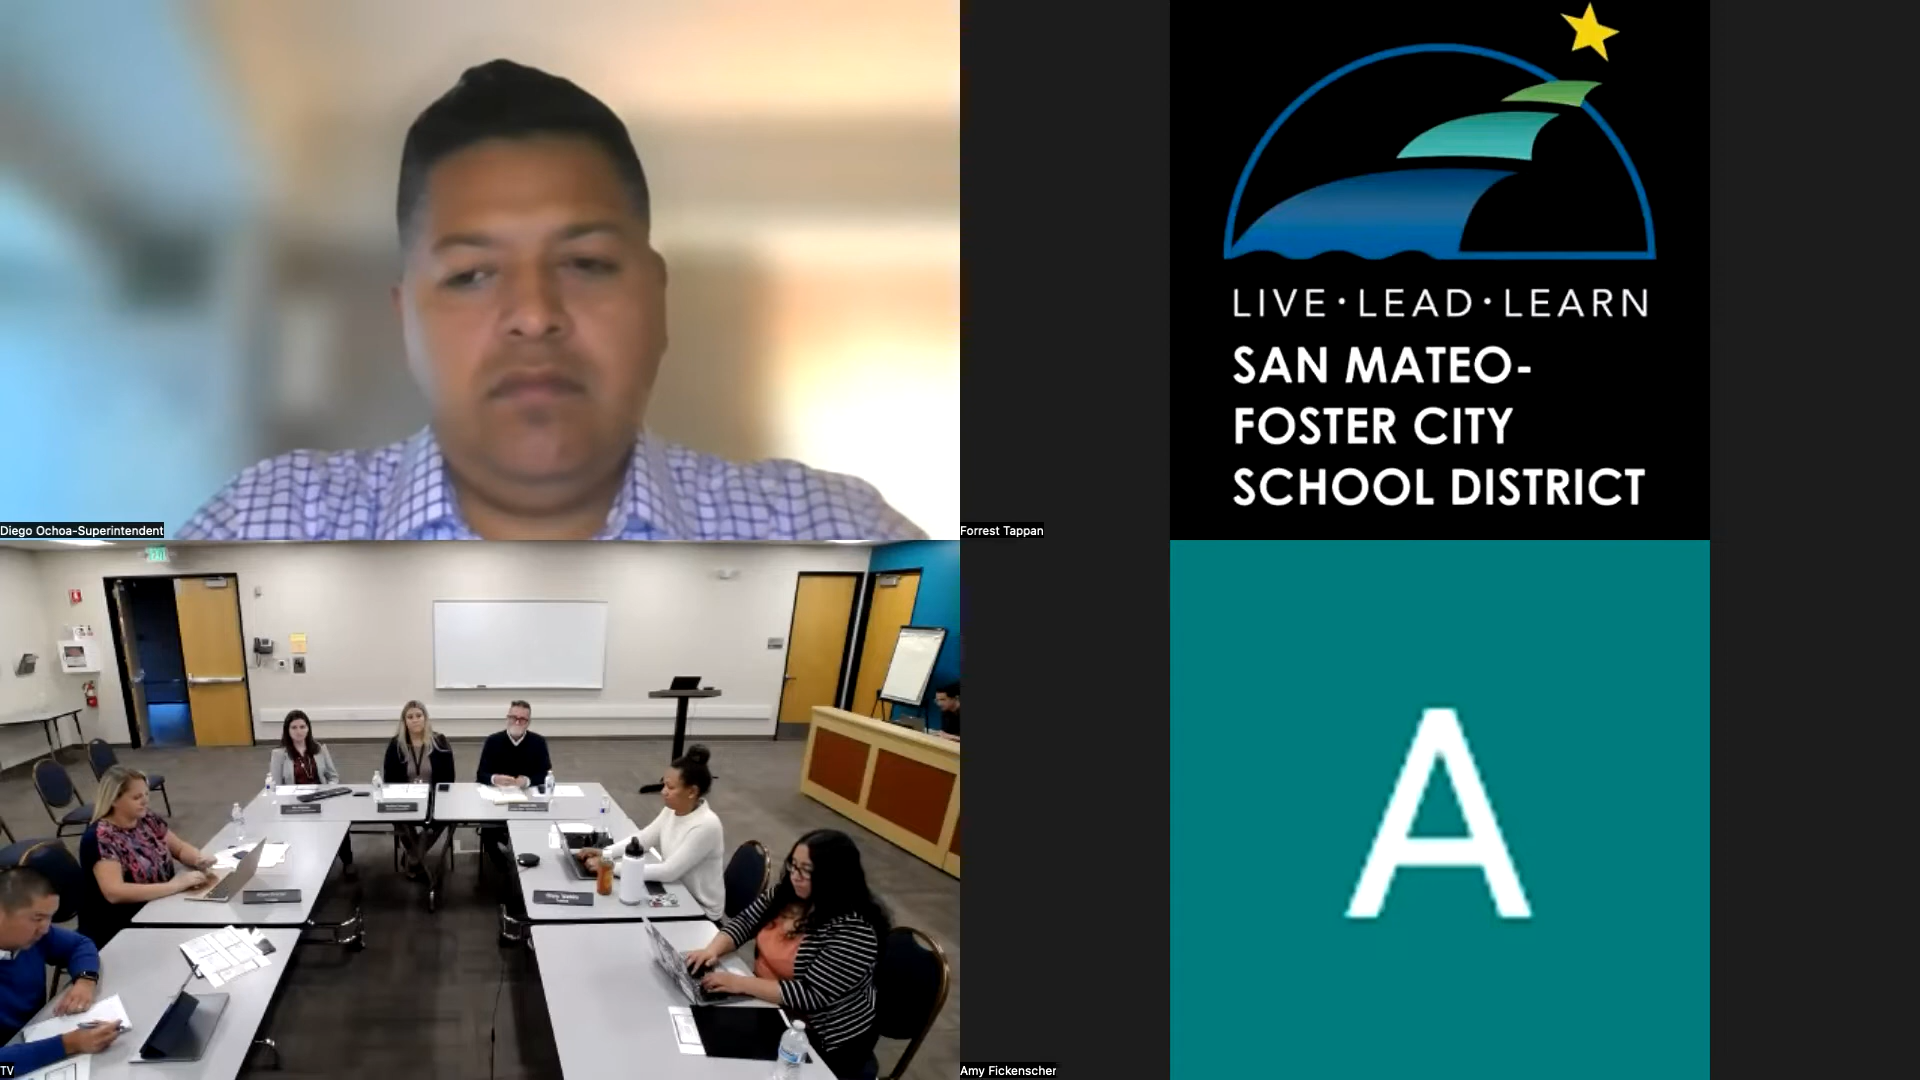 LIVE·LEAD·LEARN
SAN MATEO-
FOSTER CITY
SCHOOL DISTRICT
Diego Ochoa-Superintendent
Forrest Tappan
A
TV
Amy Fickenscher